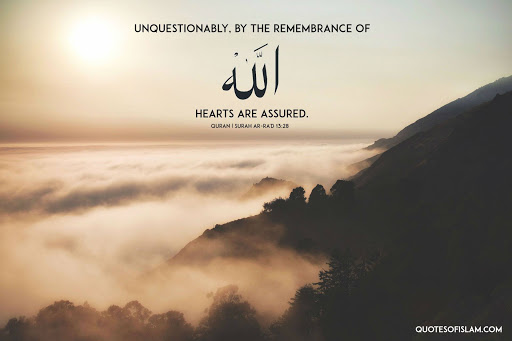 UNQUESTIONABLY, BY THE REMEMBRANCE OF
الله
HEARTS ARE ASSURED.
QURAN | SURAH AR-RA'D 13:28
QUOTESOFISLAM.COM